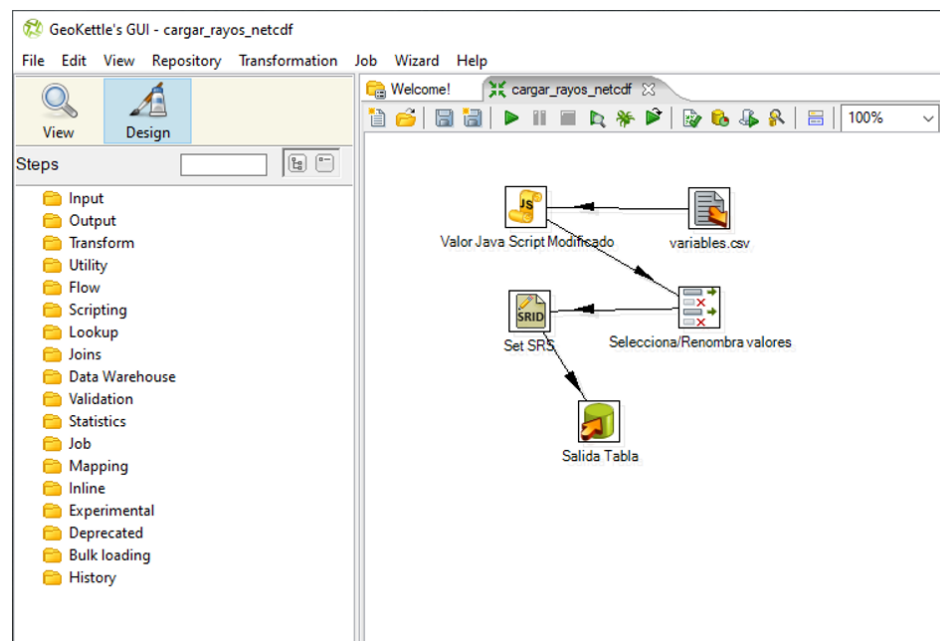 GeoKettle's GUI - cargar_rayos_netcdf
File Edit View Repository Transformation Job Wizard Help
View
Design
Steps
Input
Output
Transform
Utility
Flow
Scripting
Lookup
Joins
Data Warehouse
Validation
Statistics
Job
Mapping
Inline
Experimental
Deprecated
Bulk loading
History
Welcome! cargar_rayos_netcdf
100%
JS
Valor Java Script Modificado
variables.csv
SRID
Set SRS
Selecciona/Renombra valores
Salida Tabla